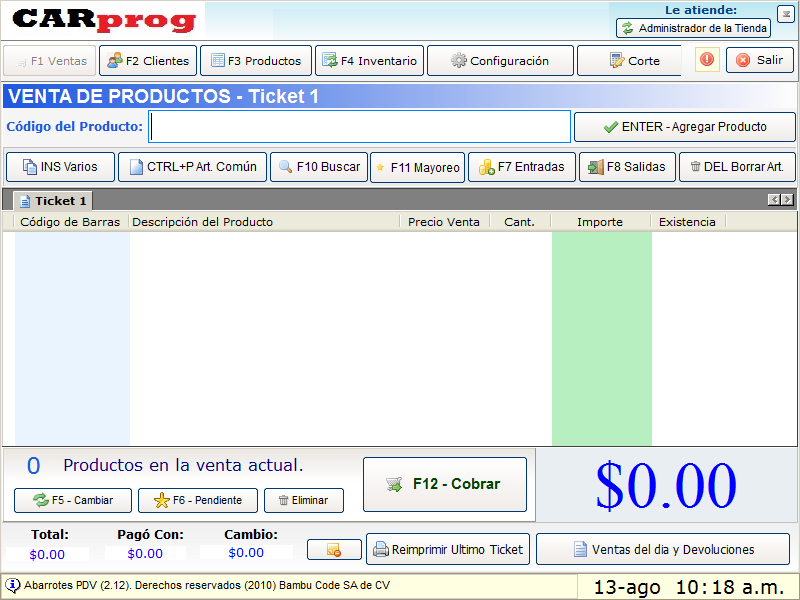 CARprog
Le atiende:
Administrador de la Tienda
F1 Ventas
F2 Clientes
F3 Productos
F4 Inventario
Configuración
Corte
Salir
VENTA DE PRODUCTOS - Ticket 1
Código del Producto:
ENTER - Agregar Producto
INS Varios
CTRL+P Art. Común
F10 Buscar
F11 Mayoreo
F7 Entradas
F8 Salidas
DEL Borrar Art.
Ticket 1
Código de Barras
Descripción del Producto
Precio Venta
Cant.
Importe
Existencia
0 Productos en la venta actual.
F5 - Cambiar
F6 - Pendiente
Eliminar
F12 - Cobrar
$0.00
Total:
Pagó Con:
Cambio:
$0.00
$0.00
$0.00
Reimprimir Ultimo Ticket
Ventas del dia y Devoluciones
Abarrotes PDV (2.12). Derechos reservados (2010) Bambu Code SA de CV
13-ago 10:18 a.m.